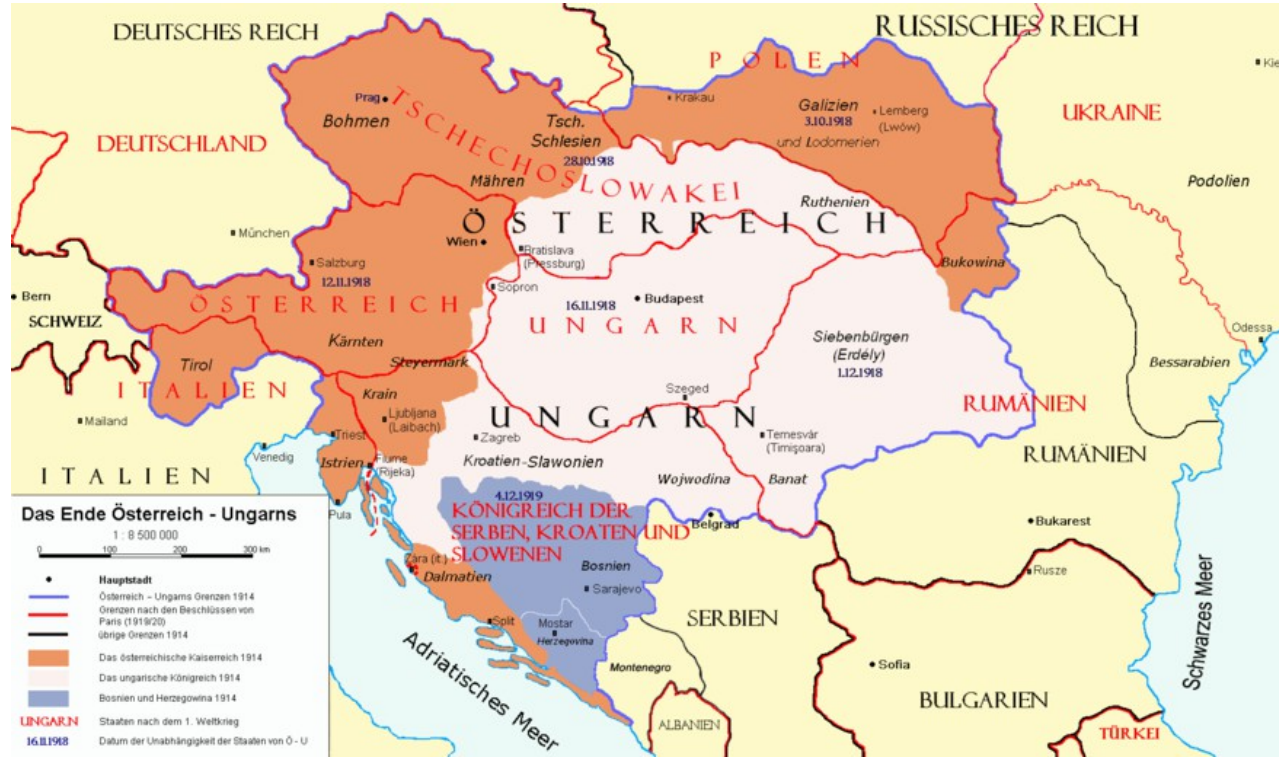 DEUTSCHES REICH
RUSSISCHES REICH
POLEN
Kie
Krakau
Prag
Bohmen
Galizien
3.10.1918
und Lodomerien
Lemberg
(Lwów)
UKRAINE
TSCHECHOSLOWAKEI
Tsch.
Schlesien
28.10.1918
DEUTSCHLAND
Mähren
Ruthenien
Podolien
ÖSTERREICH
München
Wien
Bratislava
(Pressburg)
Salzburg
12.11.1918
Bukowina
Sopron
Bern
ÖSTERREICH
16.11.1918
Budapest
SCHWEIZ
UNGARN
Odessa
Kärnten
Siebenbürgen
(Erdély)
1.12.1918
Bessarabien
Tirol
Steyermark
ITALIEN
Krain
Szeged
RUMÄNIEN
Mailand
Ljubljana
(Laibach)
UNGARN
Triest
Zagreb
Temesvár
(Timişoara)
Venedig
Istrien
Fiume
(Rijeka)
Kroatien-Slawonien
RUMÄNIEN
ITALIEN
Wojwodina
Banat
4.12.1919
Pula
KÖNIGREICH DER
SERBEN, KROATEN UND
SLOWENEN
Belgrad
Bukarest
Zara (it.)
Dalmatien
Bosnien
Rusze
Sarajevo
Split
Mostar
Herzegovina
SERBIEN
Adriatisches Meer
Montenegro
Sofia
Schwarzes Meer
BULGARIEN
ALBANIEN
TÜRKEI
Das Ende Österreich - Ungarns
1 : 8 500 000
0 100 200 300 km
Hauptstadt
Österreich - Ungarns Grenzen 1914
Grenzen nach den Beschlüssen von
Paris (1919/20)
übrige Grenzen 1914
Das österreichische Kaiserreich 1914
Das ungarische Königreich 1914
Bosnien und Herzegowina 1914
UNGARN Staaten nach dem 1. Weltkrieg
16.11.1918 Datum der Unabhängigkeit der Staaten von Ö - U